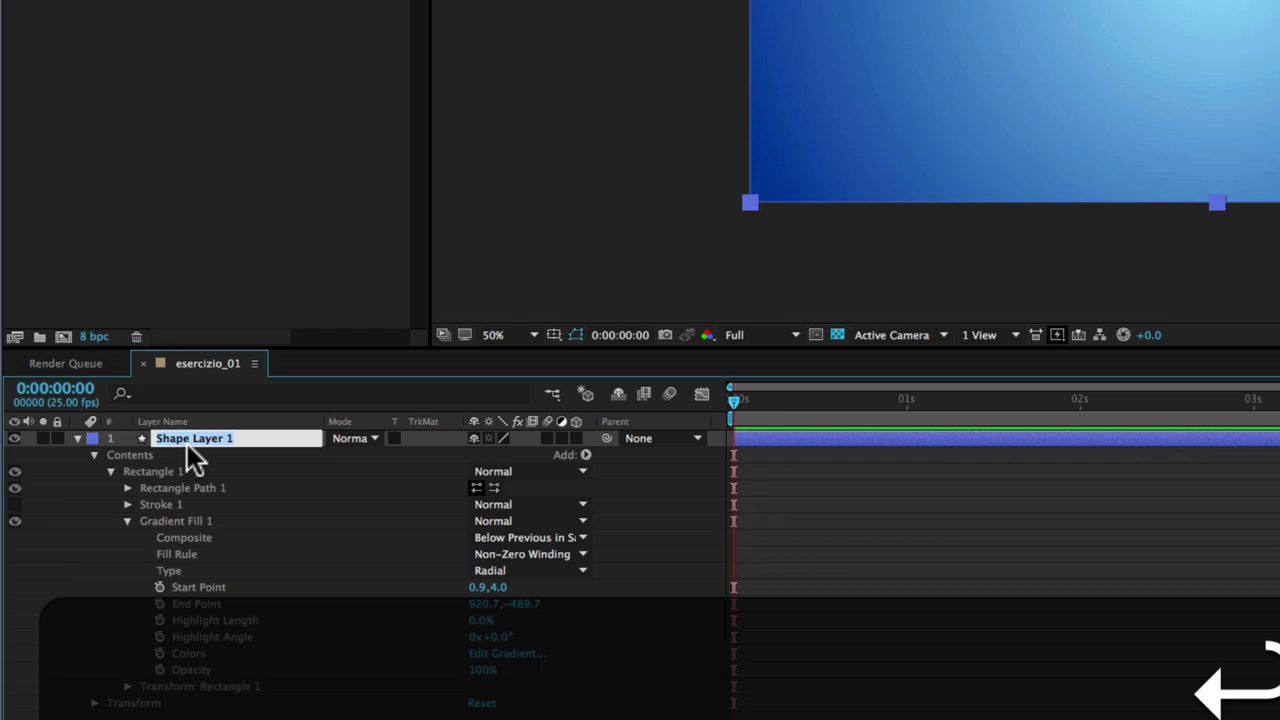 8 bpc
50%
0:00:00:00
Full
Active Camera
1 View
+0.0
Render Queue
× esercizio_01
0:00:00:00
00000 (25.00 fps)
0s
01s
02s
03s
# Layer Name Mode T TrkMat Parent
1 Shape Layer 1 Norma None
Contents Add:
Rectangle 1 Normal
Rectangle Path 1
Stroke 1 Normal
Gradient Fill 1 Normal
Composite Below Previous in Sa
Fill Rule Non-Zero Winding
Type Radial
Start Point 0.9,4.0
End Point 920.7,-489.7
Highlight Length 0.0%
Highlight Angle 0x+0.0°
Colors Edit Gradient...
Opacity 100%
Transform: Rectangle 1
Transform Reset